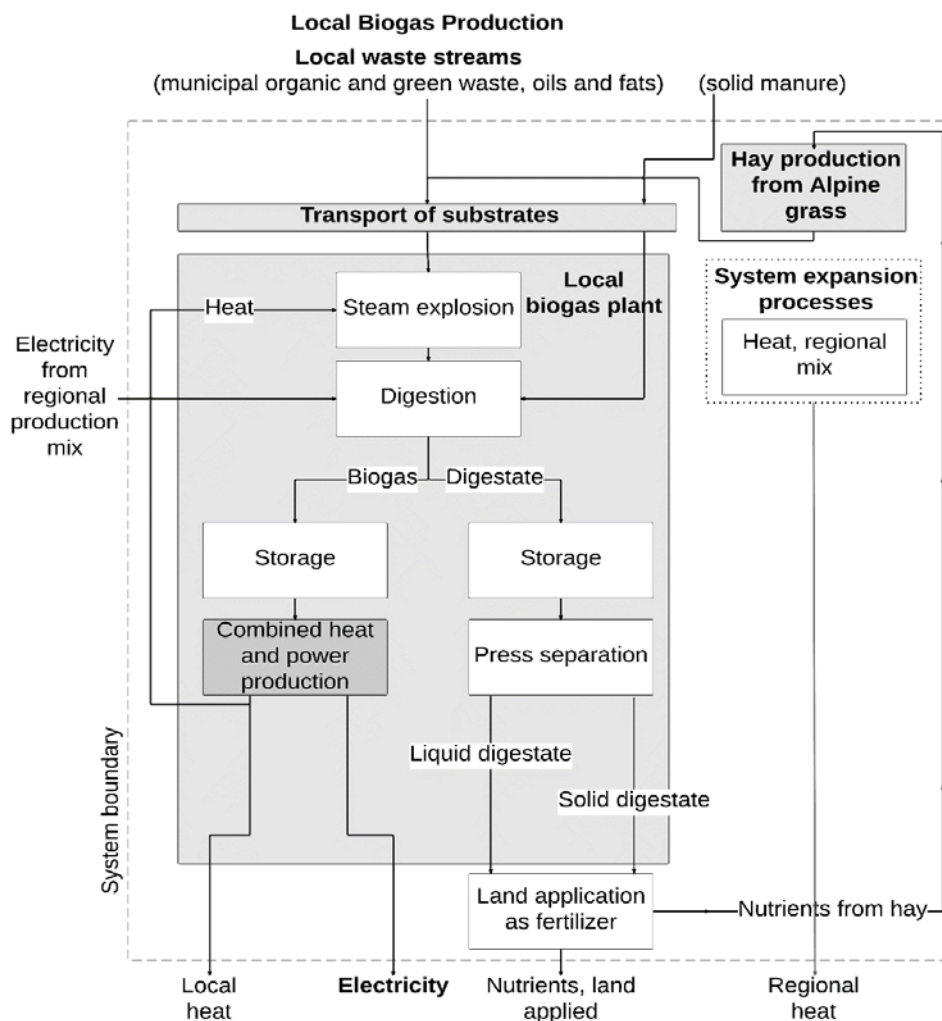 Local Biogas Production
Local waste streams
(municipal organic and green waste, oils and fats)
(solid manure)
Hay production
from Alpine
grass
Transport of substrates
System expansion
processes
Heat, regional
mix
Local
biogas plant
Heat
Steam explosion
Electricity
from
regional
production
mix
Digestion
Biogas
Digestate
Storage
Storage
Combined heat
and power
production
Press separation
Liquid digestate
Solid digestate
System boundary
Land application
as fertilizer
Nutrients from hay
Local
heat
Electricity
Nutrients, land
applied
Regional
heat